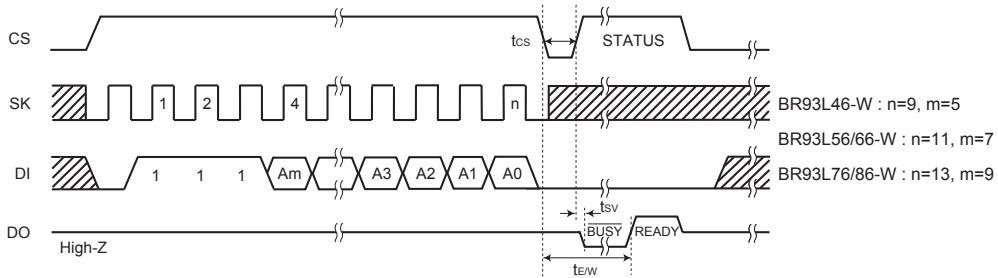 CS
tCS
STATUS
SK
1
2
4
n
BR93L46-W : n=9, m=5
BR93L56/66-W : n=11, m=7
DI
1
1
1
Am
A3
A2
A1
A0
BR93L76/86-W : n=13, m=9
tSV
DO
High-Z
BUSY
READY
tE/W